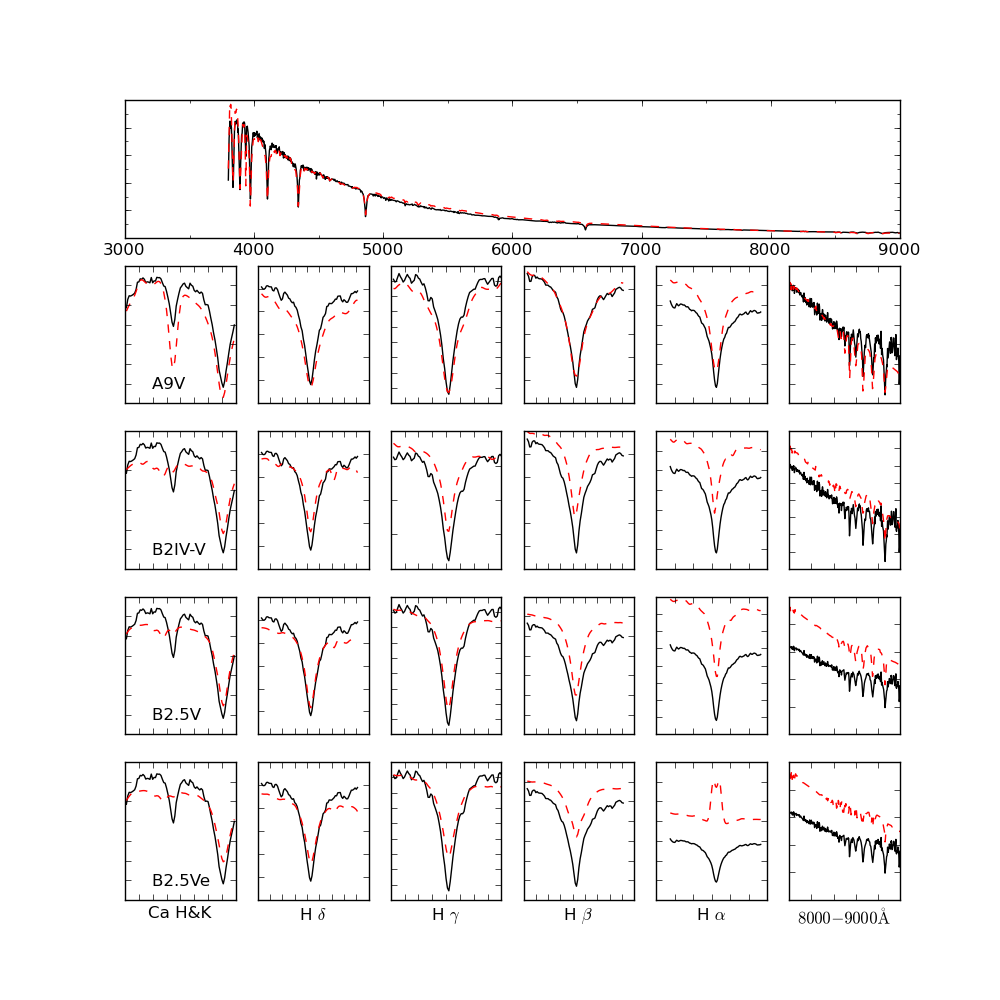 3000 4000 5000 6000 7000 8000 9000
A9V
B2IV-V
B2.5V
B2.5Ve
Ca H&K H δ H γ H β H α 8000−9000Å